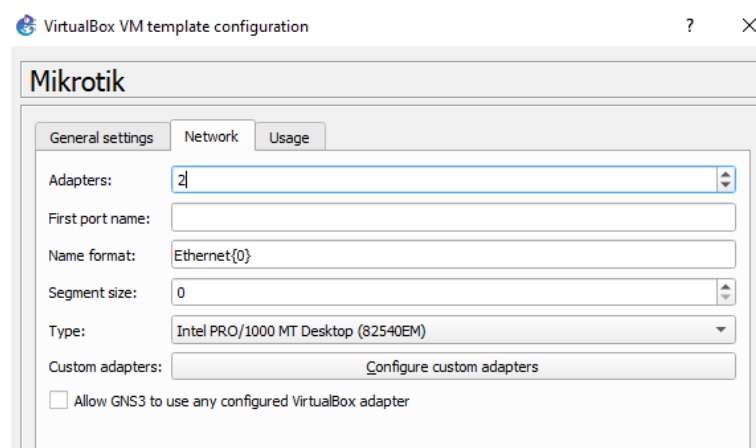 VirtualBox VM template configuration ?
Mikrotik
General settings Network Usage
Adapters: 2
First port name:
Name format: Ethernet{0}
Segment size: 0
Type: Intel PRO/1000 MT Desktop (82540EM)
Custom adapters: Configure custom adapters
Allow GNS3 to use any configured VirtualBox adapter